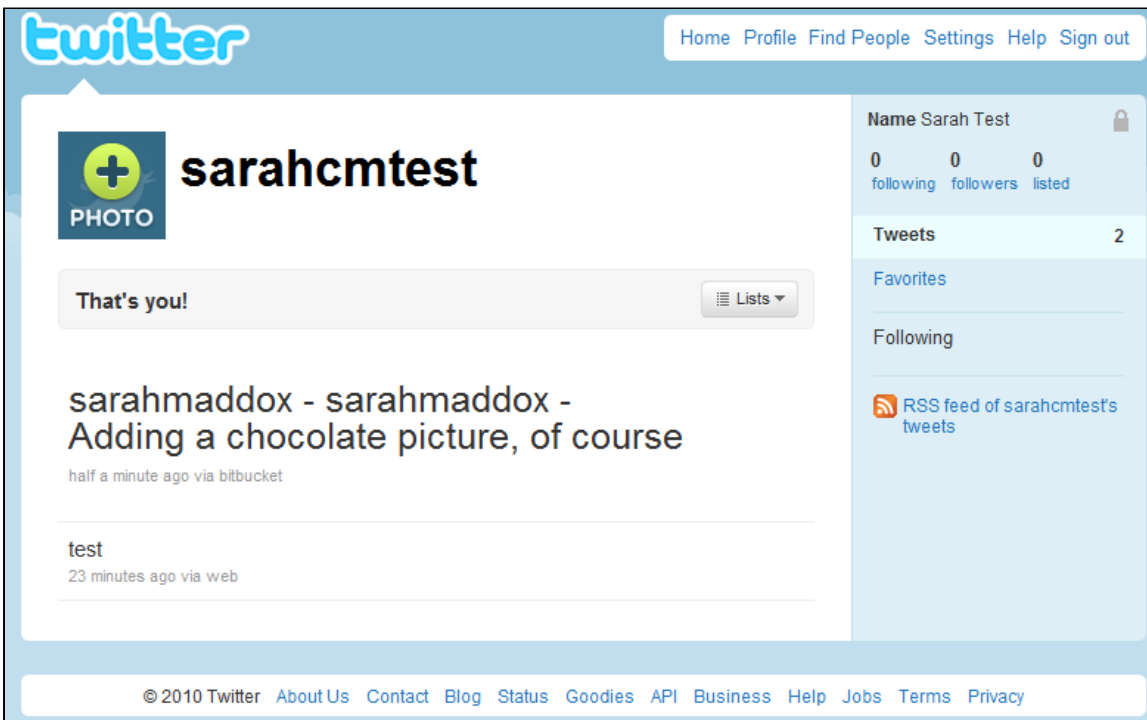 twitter
Home Profile Find People Settings Help Sign out
PHOTO
sarahcmtest
That's you!
Lists
sarahmaddox - sarahmaddox -
Adding a chocolate picture, of course
half a minute ago via bitbucket
test
23 minutes ago via web
Name Sarah Test
0 0 0
following followers listed
Tweets 2
Favorites
Following
RSS feed of sarahcmtest's
tweets
© 2010 Twitter About Us Contact Blog Status Goodies API Business Help Jobs Terms Privacy